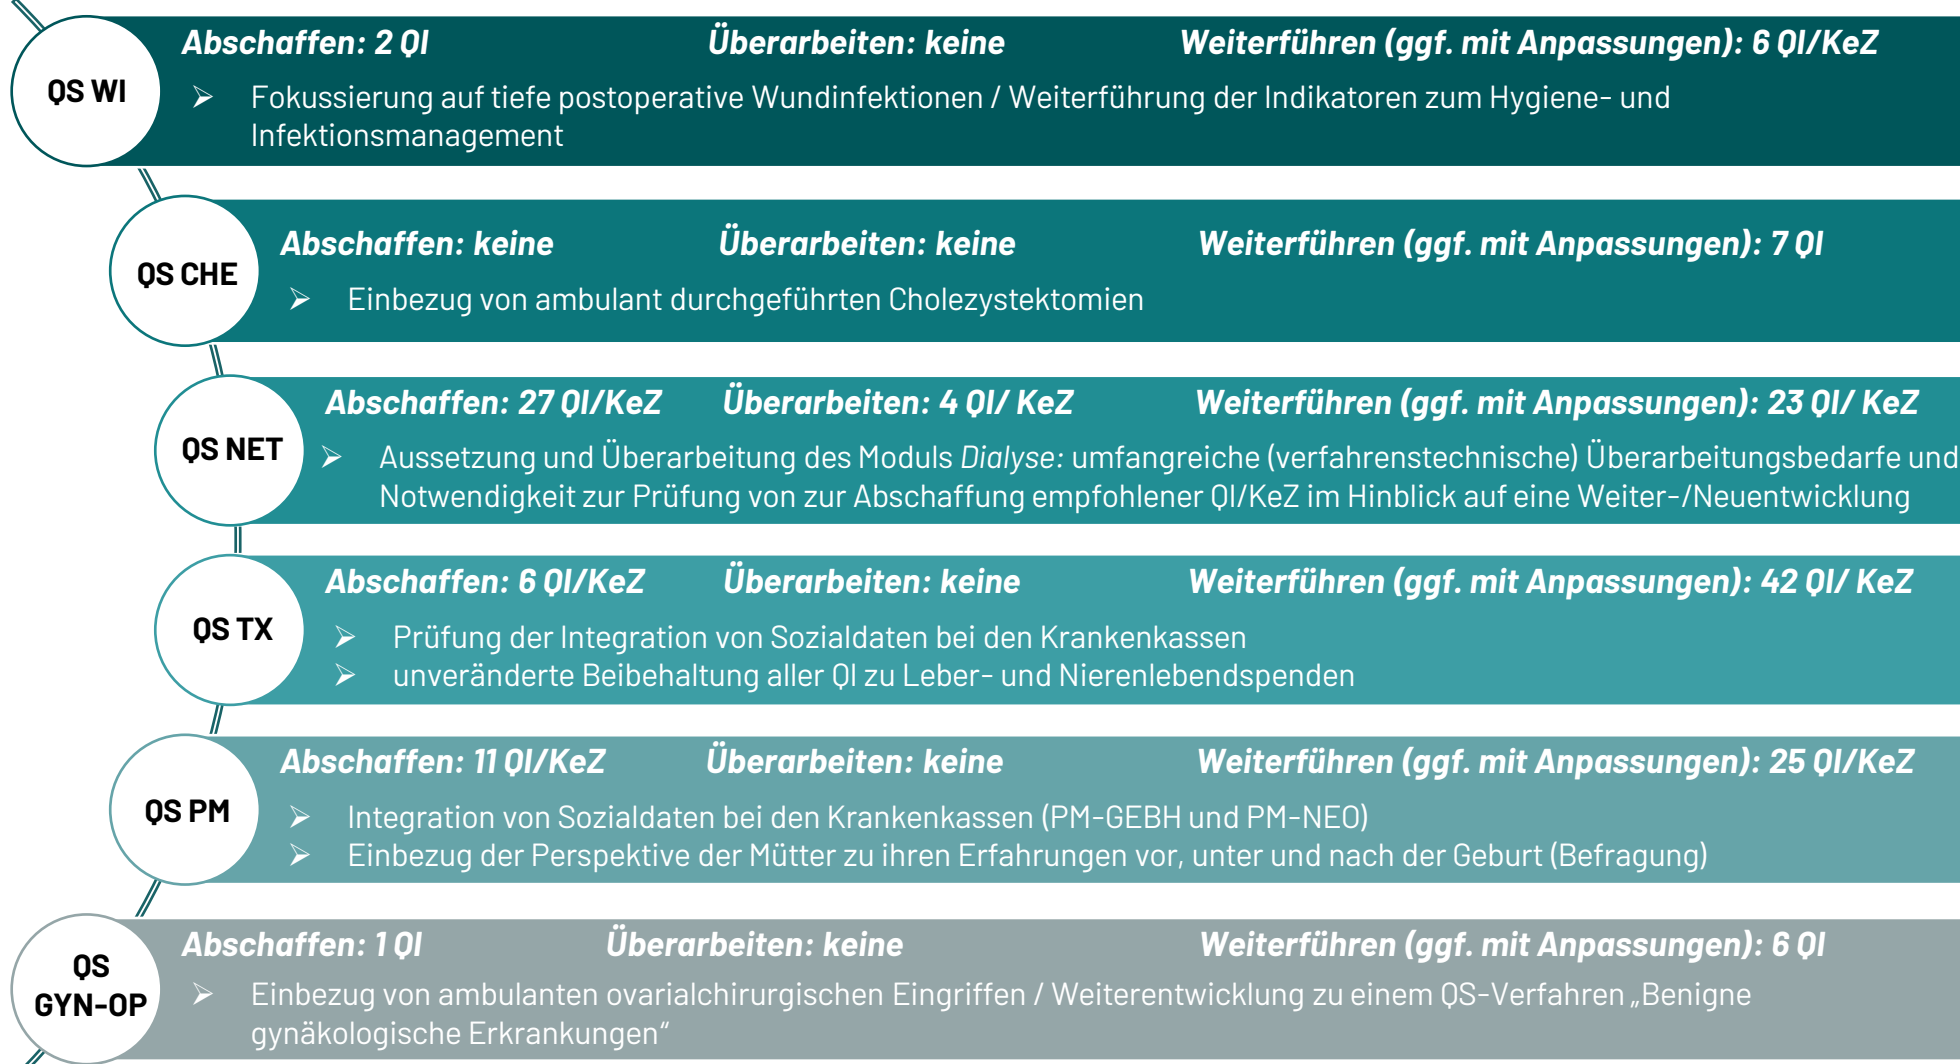 QS WI
Abschaffen: 2 QI Überarbeiten: keine Weiterführen (ggf. mit Anpassungen): 6 QI/KeZ
➢ Fokussierung auf tiefe postoperative Wundinfektionen / Weiterführung der Indikatoren zum Hygiene- und
Infektionsmanagement
QS CHE
Abschaffen: keine Überarbeiten: keine Weiterführen (ggf. mit Anpassungen): 7 QI
➢ Einbezug von ambulant durchgeführten Cholezystektomien
QS NET
Abschaffen: 27 QI/KeZ Überarbeiten: 4 QI/ KeZ Weiterführen (ggf. mit Anpassungen): 23 QI/ KeZ
➢ Aussetzung und Überarbeitung des Moduls Dialyse: umfangreiche (verfahrenstechnische) Überarbeitungsbedarfe und
Notwendigkeit zur Prüfung von zur Abschaffung empfohlener QI/KeZ im Hinblick auf eine Weiter-/Neuentwicklung
QS TX
Abschaffen: 6 QI/KeZ Überarbeiten: keine Weiterführen (ggf. mit Anpassungen): 42 QI/ KeZ
➢ Prüfung der Integration von Sozialdaten bei den Krankenkassen
➢ unveränderte Beibehaltung aller QI zu Leber- und Nierenlebendspenden
QS PM
Abschaffen: 11 QI/KeZ Überarbeiten: keine Weiterführen (ggf. mit Anpassungen): 25 QI/KeZ
➢ Integration von Sozialdaten bei den Krankenkassen (PM-GEBH und PM-NEO)
➢ Einbezug der Perspektive der Mütter zu ihren Erfahrungen vor, unter und nach der Geburt (Befragung)
QS
GYN-OP
Abschaffen: 1 QI Überarbeiten: keine Weiterführen (ggf. mit Anpassungen): 6 QI
➢ Einbezug von ambulanten ovarialchirurgischen Eingriffen / Weiterentwicklung zu einem QS-Verfahren „Benigne
gynäkologische Erkrankungen“